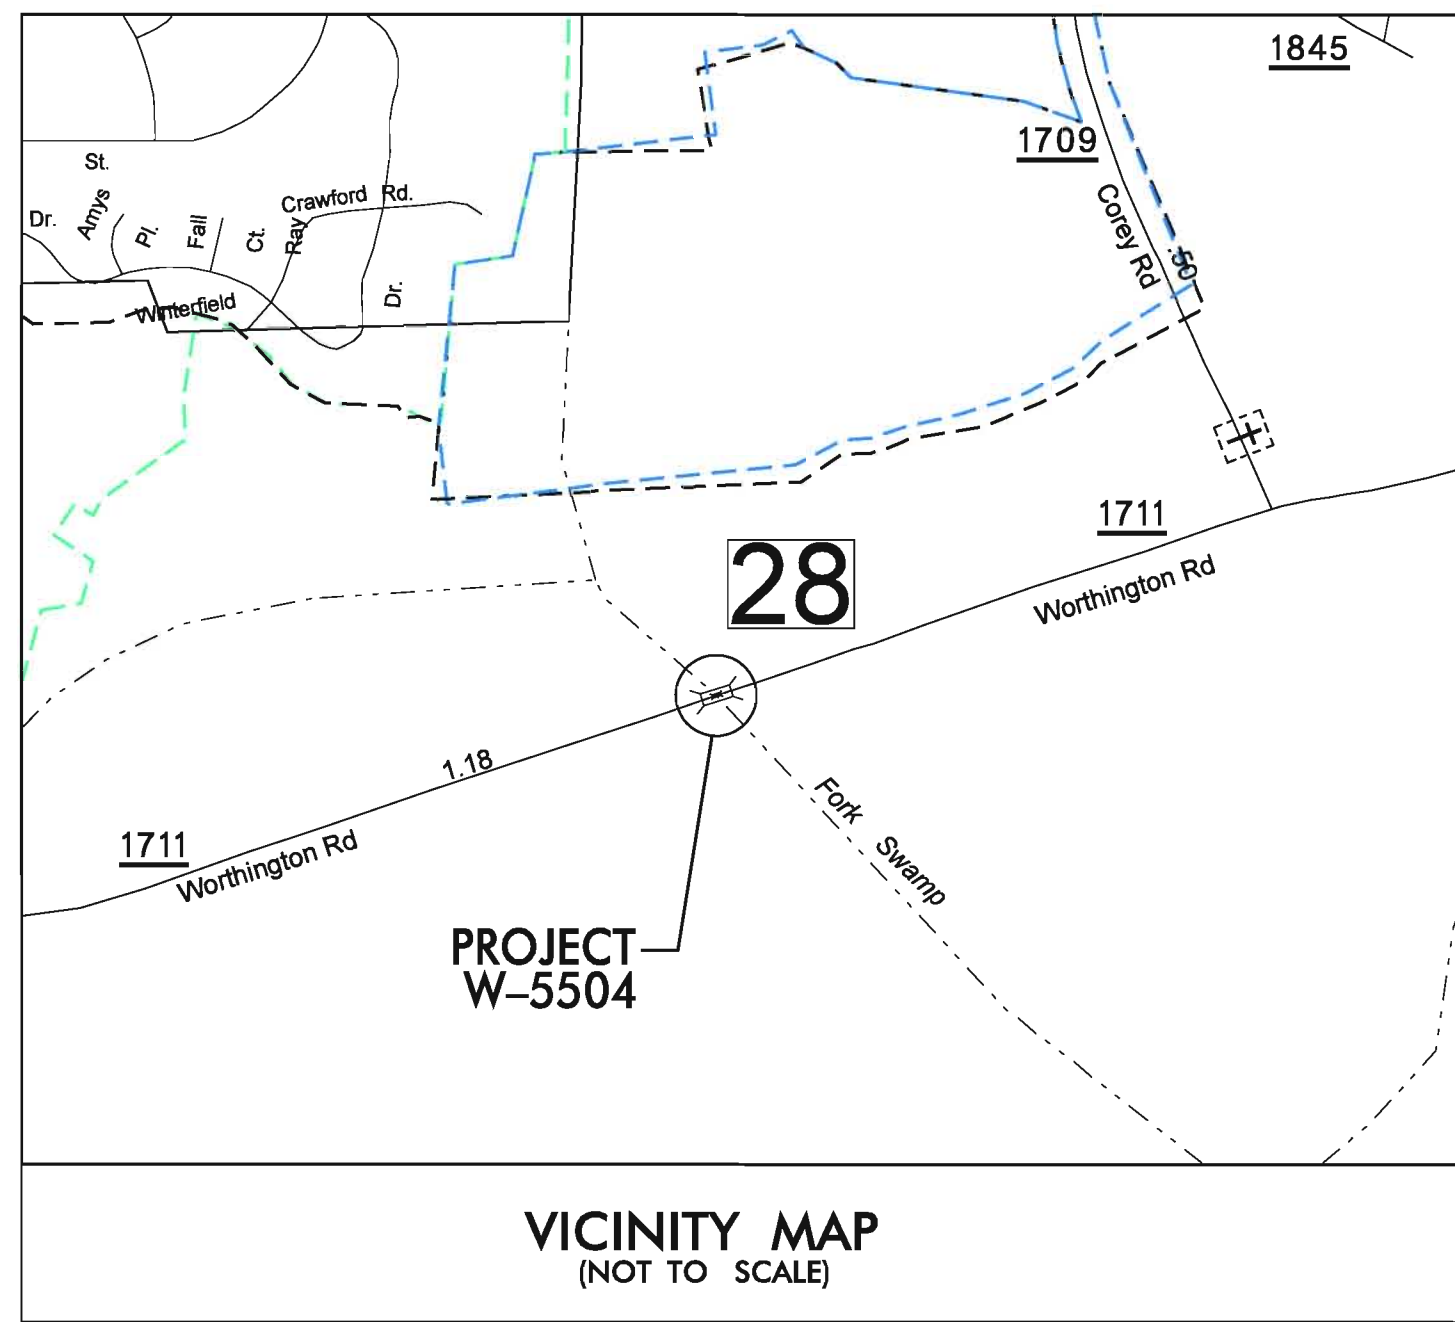 1845
1709
St.
Dr.
Amys
Pl.
Fall
Ct.
Ray
Crawford Rd.
Dr.
Winterfield
Corey Rd
.50
1711
Worthington Rd
28
1.18
1711
Worthington Rd
Fork Swamp
PROJECT
W-5504
VICINITY MAP
(NOT TO SCALE)